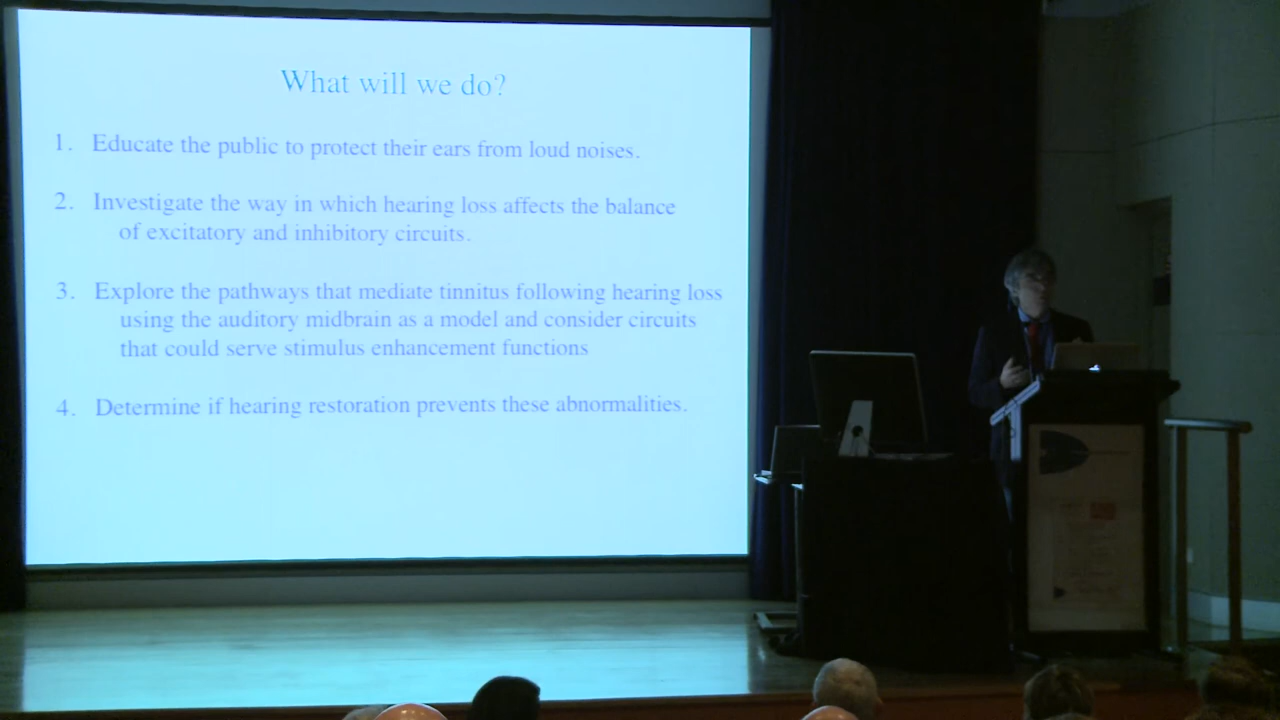 What will we do?
1. Educate the public to protect their ears from loud noises.
2. Investigate the way in which hearing loss affects the balance
of excitatory and inhibitory circuits.
3. Explore the pathways that mediate tinnitus following hearing loss
using the auditory midbrain as a model and consider circuits
that could serve stimulus enhancement functions
4. Determine if hearing restoration prevents these abnormalities.